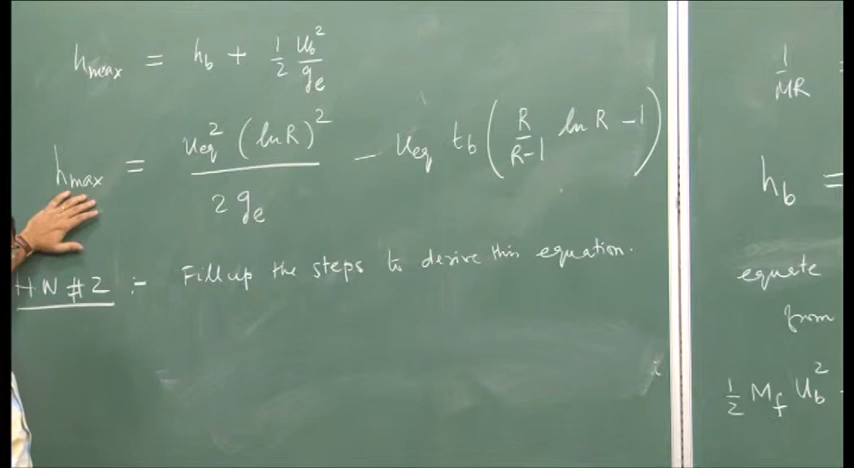 h_max = h_b + 1/2 u_b^2/g_e
h_max = u_eq^2 (ln R)^2 / 2 g_e - u_eq t_b (R/R-1 ln R - 1)
HW#2 :- Fill up the steps to derive this equation.
1/MR =
h_b =
equate
from
1/2 M_f u_b^2